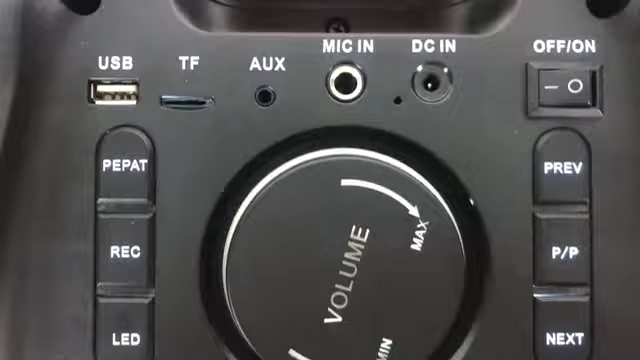 USB TF AUX MIC IN DC IN OFF/ON
PEPAT
REC
LED
MAX
VOLUME
MIN
PREV
P/P
NEXT